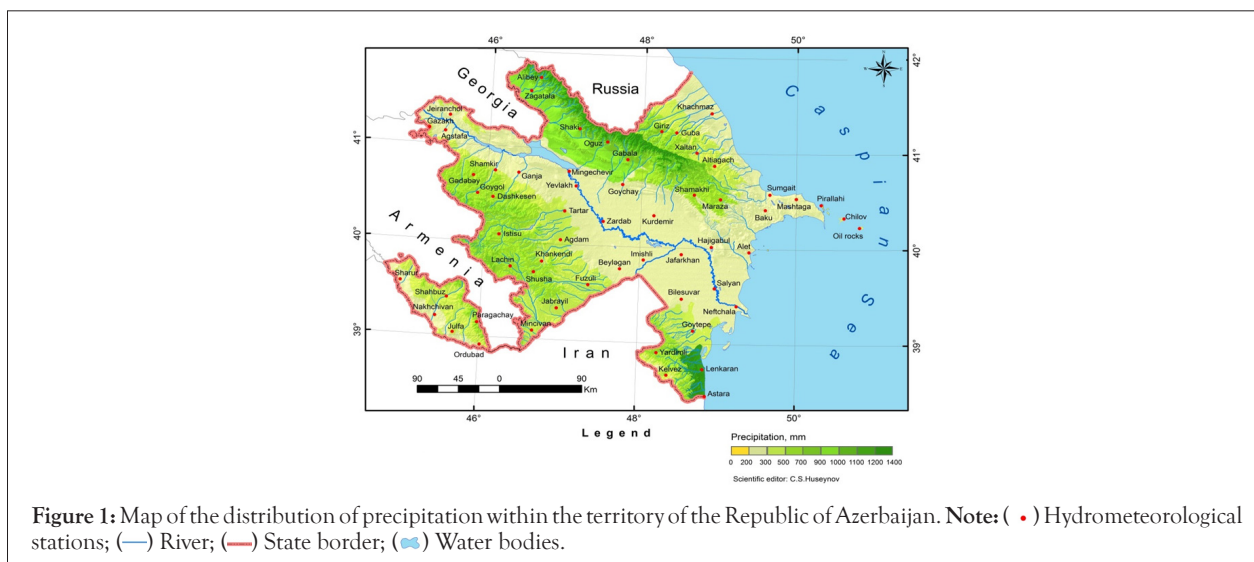 46° 48° 50°
42°
Alibey
Georgia
Russia
Zagatala
Caspian Sea
Jeiranchol
Khachmaz
Gazakh
Agstafa
Shaki
Giriz
Guba
41° 41°
Oguz
Xaitan
Gabala
Altiagach
Shamkir
Mingechevir
Gedabay
Ganja
Goygol
Yevlakh
Dashkesen
Goychay
Shamakhi
Sumgait
Maraza
Mashtaga
Pirallahi
Tartar
Baku
Chilov
Zardab
Kurdemir
Oil rocks
Armenia
40° 40°
Istisu
Agdam
Hajigabul
Alet
Khankendi
Imishli
Jafarkhan
Lachin
Beylagan
Sharur
Shusha
Fuzuli
Salyan
Shahbuz
Bilesuvar
Nakhchivan
Jabrayil
Neftchala
Paragachay
Julfa
Mincivan
Goytepe
39° 39°
Ordubad
Iran
Yardimli
Kelvez
Lenkaran
90 45 0 90
Km
Astara
46° 48° 50°
Legend
Precipitation, mm
0 200 300 500 700 900 1000 1200 1400
Scientific editor: C.S.Huseynov
Figure 1: Map of the distribution of precipitation within the territory of the Republic of Azerbaijan. Note: ( • ) Hydrometeorological
stations; (—) River; (—) State border; ( ) Water bodies.